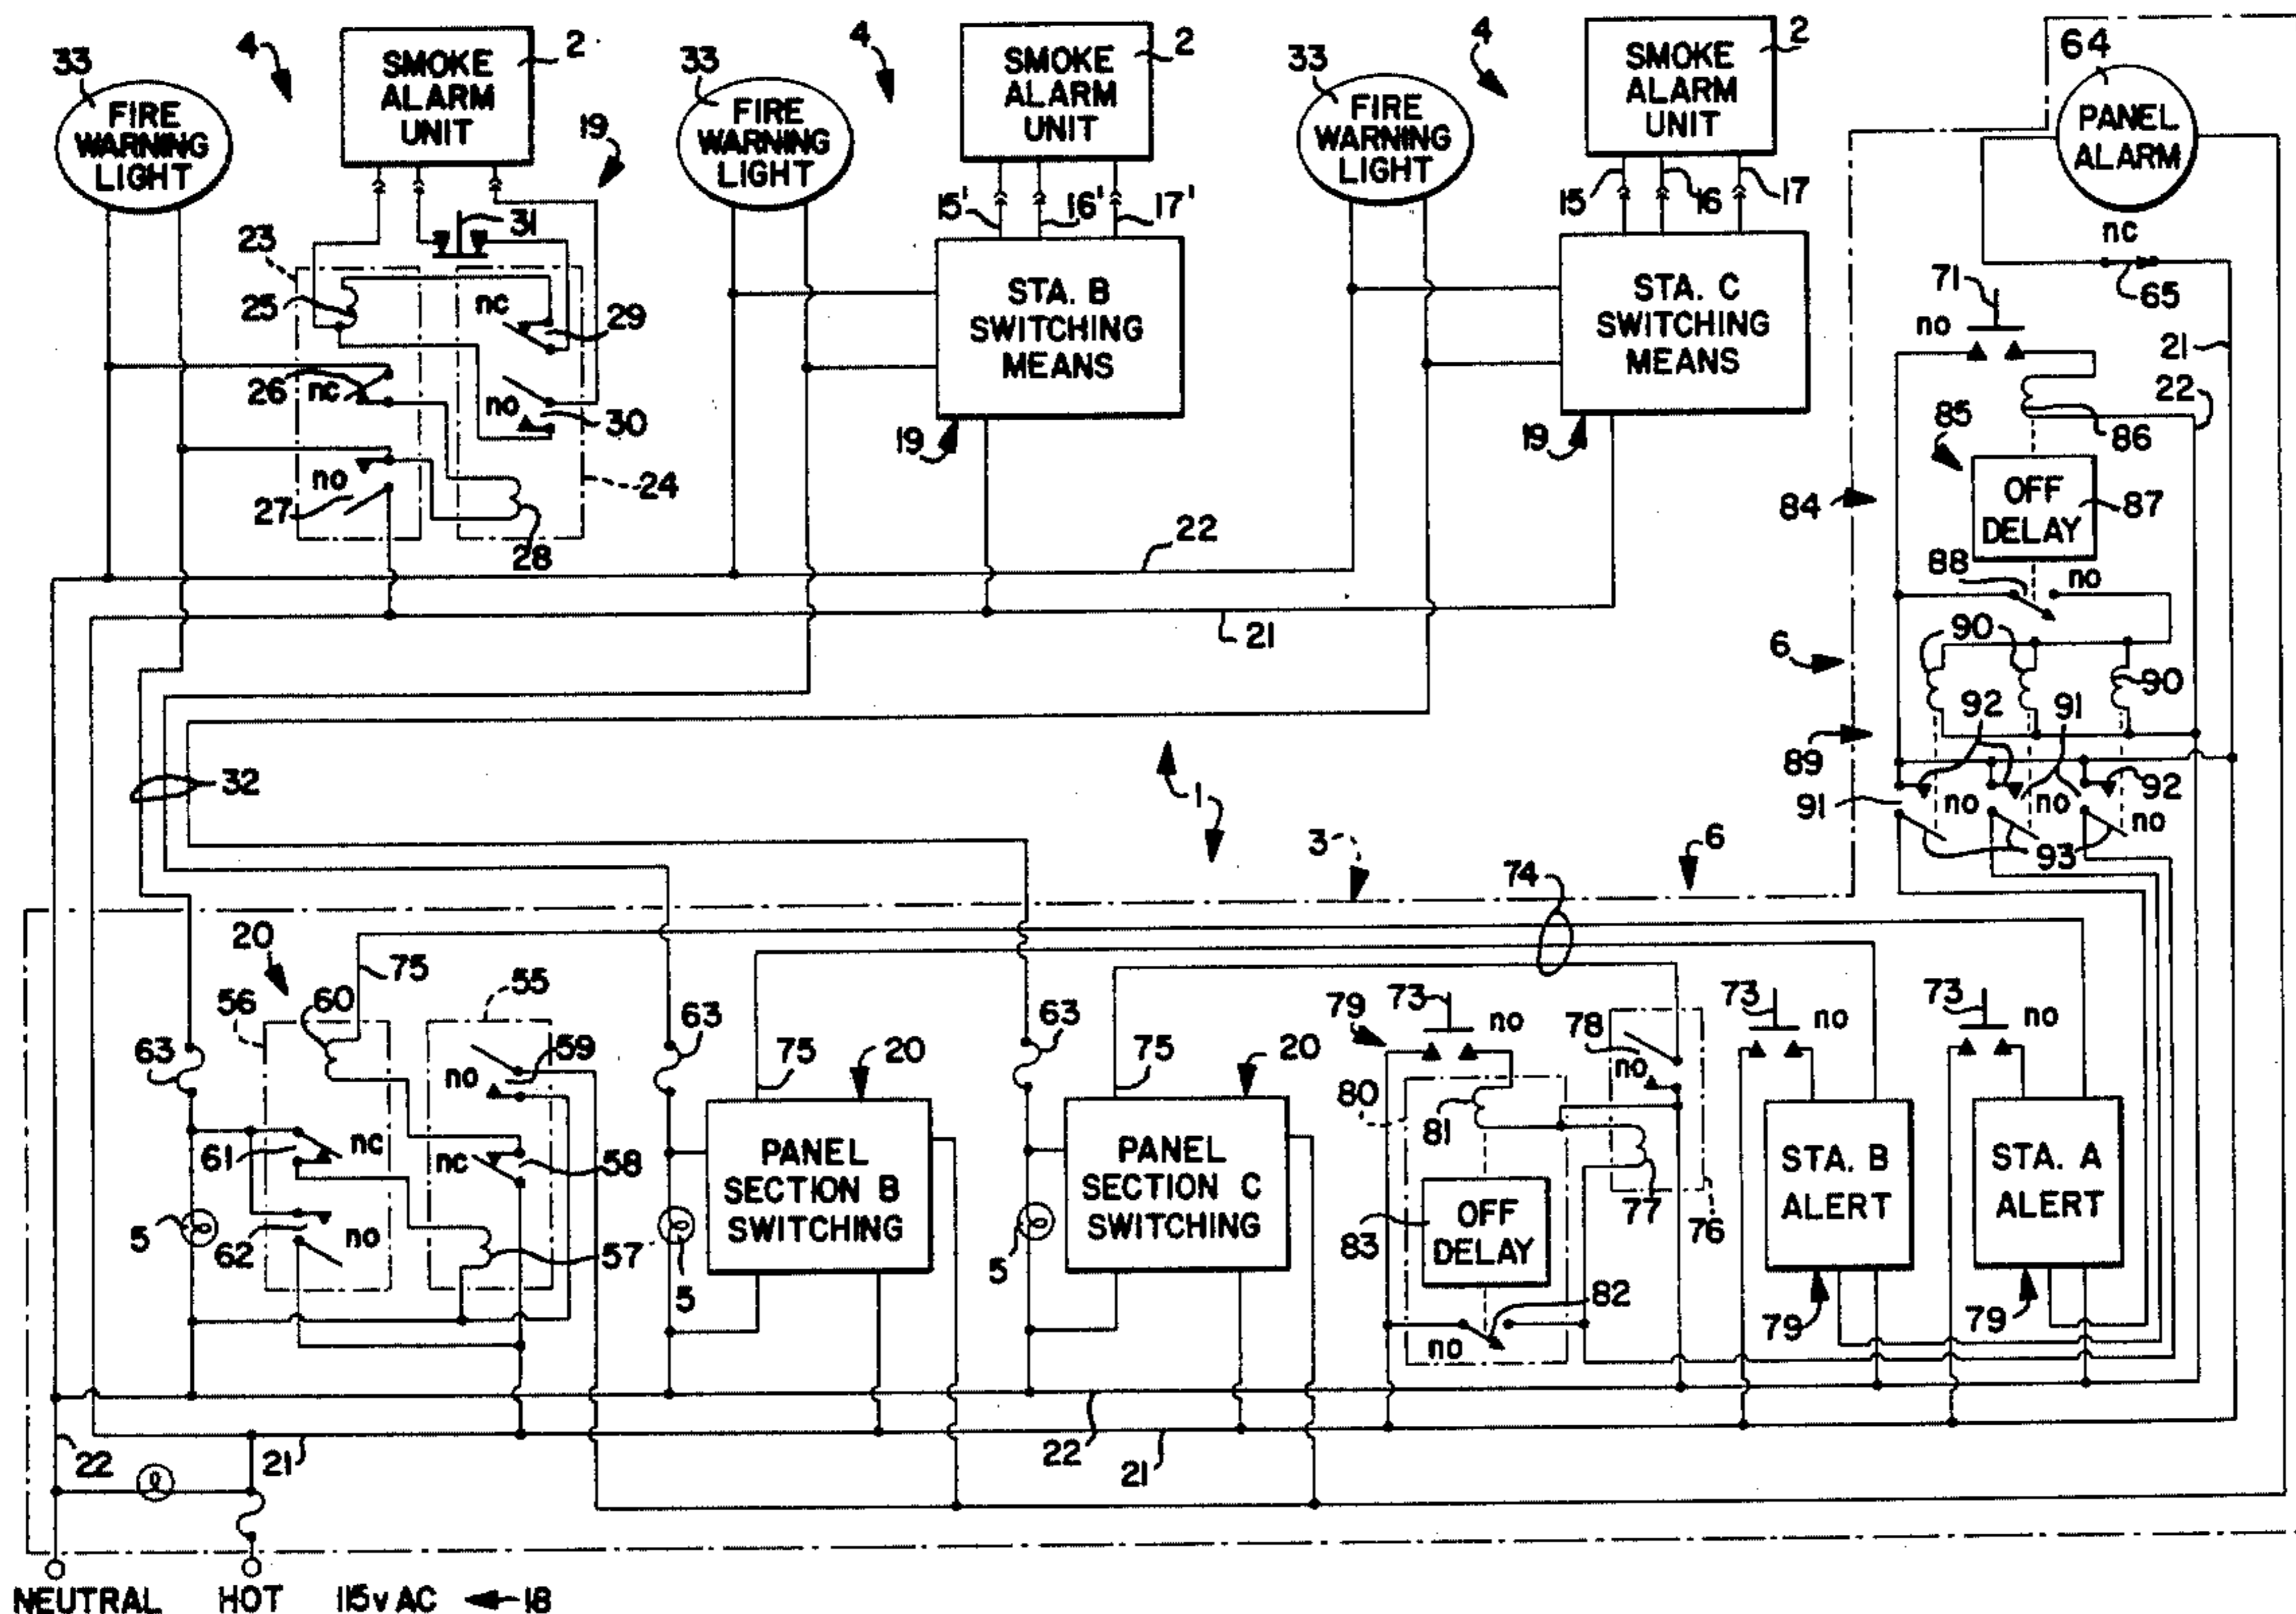 33
FIRE
WARNING
LIGHT
4
SMOKE
ALARM
UNIT
2
19
31
23
25
nc
29
26
nc
no
30
no
27
24
28
33
FIRE
WARNING
LIGHT
4
SMOKE
ALARM
UNIT
2
15'
16'
17'
STA. B
SWITCHING
MEANS
19
33
FIRE
WARNING
LIGHT
4
SMOKE
ALARM
UNIT
2
15
16
17
STA. C
SWITCHING
MEANS
19
22
21
64
PANEL
ALARM
nc
65
71
no
21
22
86
85
OFF
DELAY
87
84
88
no
6
90
90
92
91
89
92
91
no
no
no
93
32
1
3
6
74
20
75
56
60
55
59
63
no
61
nc
nc
58
5
62
no
57
63
75
20
PANEL
SECTION B
SWITCHING
5
63
75
20
PANEL
SECTION C
SWITCHING
5
79
73
no
78
no
80
81
77
76
83
OFF
DELAY
82
no
73
no
STA. B
ALERT
79
73
no
STA. A
ALERT
79
22
21
22
21
NEUTRAL
HOT
115v AC
18